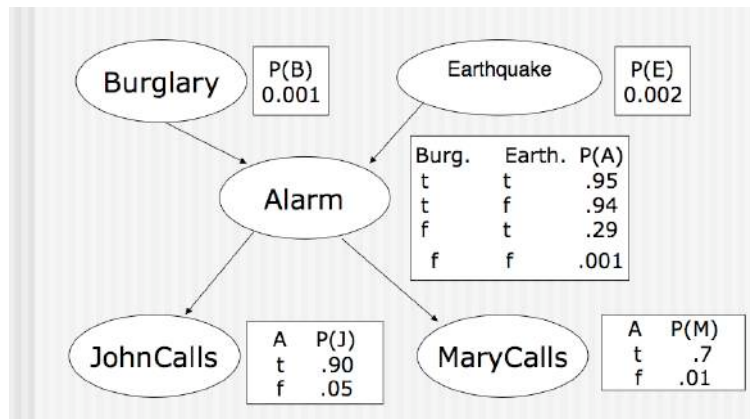 Burglary
P(B)
0.001
Earthquake
P(E)
0.002
Alarm
Burg. Earth. P(A)
t t .95
t f .94
f t .29
f f .001
JohnCalls
A P(J)
t .90
f .05
MaryCalls
A P(M)
t .7
f .01